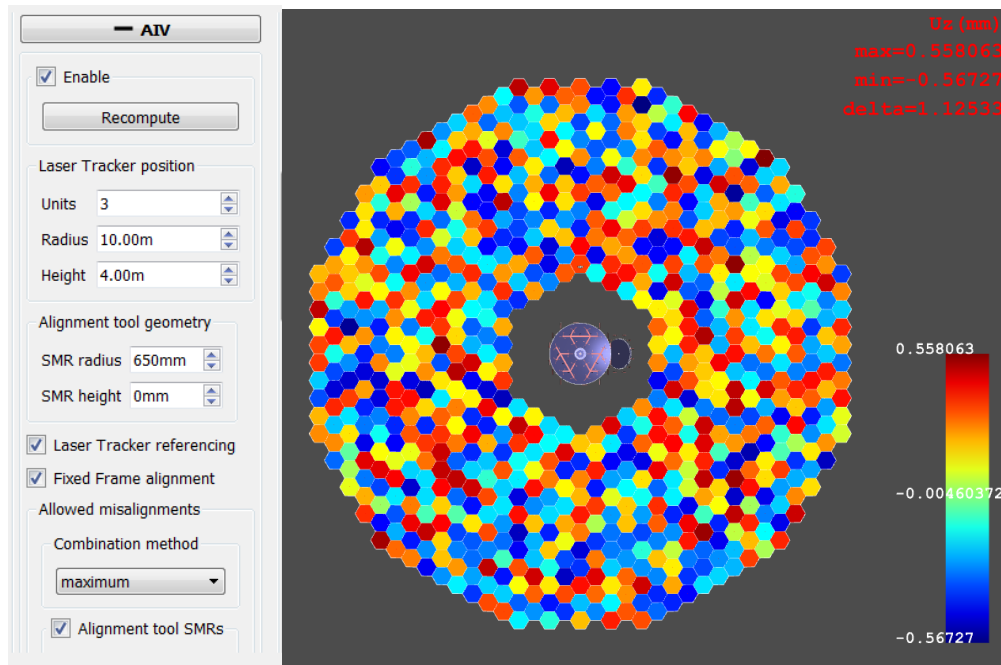 AIV
Enable
Recompute
Laser Tracker position
Units 3
Radius 10.00m
Height 4.00m
Alignment tool geometry
SMR radius 650mm
SMR height 0mm
Laser Tracker referencing
Fixed Frame alignment
Allowed misalignments
Combination method
maximum
Alignment tool SMRs
Uz(mm)
max=0.558063
min=-0.56727
delta=1.12533
0.558063
-0.00460372
-0.56727